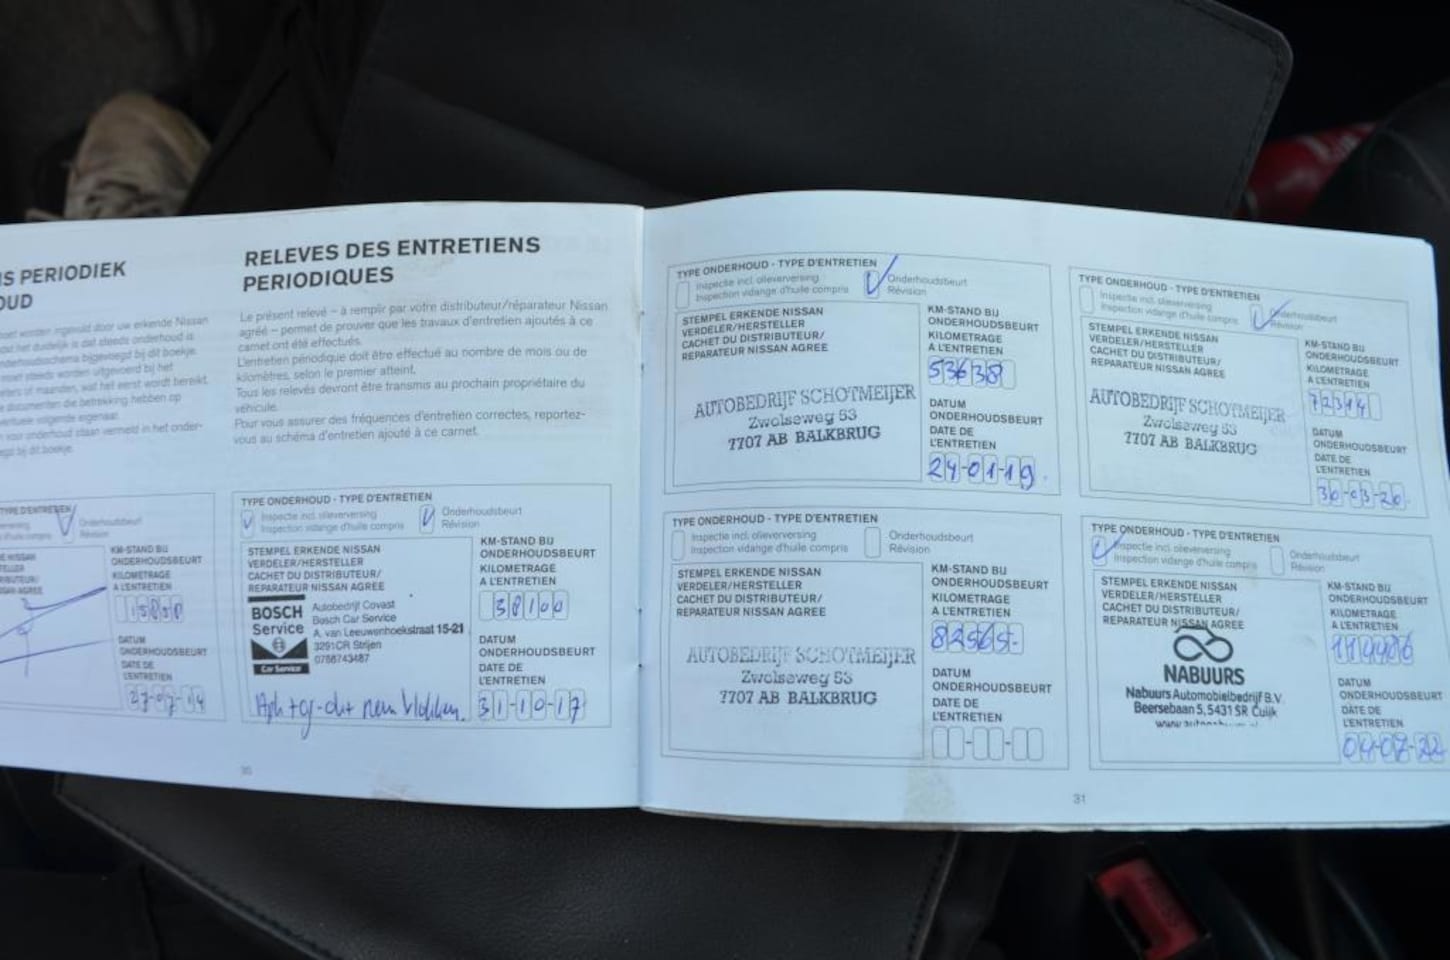 IS PERIODIEK
OUD
RELEVES DES ENTRETIENS
PERIODIQUES
Le présent relevé – à remplir par votre distributeur/réparateur Nissan
agréé – permet de prouver que les travaux d'entretien ajoutés à ce
carnet ont été effectués.
L'entretien périodique doit être effectué au nombre de mois ou de
kilomètres, selon le premier atteint.
Tous les relevés devront être transmis au prochain propriétaire du
véhicule.
Pour vous assurer des fréquences d'entretien correctes, reportez-
vous au schéma d'entretien ajouté à ce carnet.
Onderhoudsbeurt
Révision
KM-STAND BIJ
ONDERHOUDSBEURT
KILOMETRAGE
A L'ENTRETIEN
DATUM
ONDERHOUDSBEURT
DATE DE
L'ENTRETIEN
27-07-14
TYPE ONDERHOUD - TYPE D'ENTRETIEN
Inspectie incl. olieverversing
Inspection vidange d'huile compris
Onderhoudsbeurt
Révision
STEMPEL ERKENDE NISSAN
VERDELER/HERSTELLER
CACHET DU DISTRIBUTEUR/
REPARATEUR NISSAN AGREE
KM-STAND BIJ
ONDERHOUDSBEURT
KILOMETRAGE
A L'ENTRETIEN
38100
BOSCH
Service
Car Service
Autobedrijf Covast
Bosch Car Service
A. van Leeuwenhoekstraat 15-21
3291CR Strijen
0786743487
DATUM
ONDERHOUDSBEURT
DATE DE
L'ENTRETIEN
31-10-17
30
TYPE ONDERHOUD - TYPE D'ENTRETIEN
Inspectie incl. olieverversing
Inspection vidange d'huile compris
Onderhoudsbeurt
Révision
STEMPEL ERKENDE NISSAN
VERDELER/HERSTELLER
CACHET DU DISTRIBUTEUR/
REPARATEUR NISSAN AGREE
KM-STAND BIJ
ONDERHOUDSBEURT
KILOMETRAGE
A L'ENTRETIEN
53638
AUTOBEDRIJF SCHOTMEIJER
Zwolseweg 53
7707 AB BALKBRUG
DATUM
ONDERHOUDSBEURT
DATE DE
L'ENTRETIEN
24-01-19
TYPE ONDERHOUD - TYPE D'ENTRETIEN
Inspectie incl. olieverversing
Inspection vidange d'huile compris
Onderhoudsbeurt
Révision
STEMPEL ERKENDE NISSAN
VERDELER/HERSTELLER
CACHET DU DISTRIBUTEUR/
REPARATEUR NISSAN AGREE
KM-STAND BIJ
ONDERHOUDSBEURT
KILOMETRAGE
A L'ENTRETIEN
72314
AUTOBEDRIJF SCHOTMEIJER
Zwolseweg 53
7707 AB BALKBRUG
DATUM
ONDERHOUDSBEURT
DATE DE
L'ENTRETIEN
30-03-20
TYPE ONDERHOUD - TYPE D'ENTRETIEN
Inspectie incl. olieverversing
Inspection vidange d'huile compris
Onderhoudsbeurt
Révision
STEMPEL ERKENDE NISSAN
VERDELER/HERSTELLER
CACHET DU DISTRIBUTEUR/
REPARATEUR NISSAN AGREE
KM-STAND BIJ
ONDERHOUDSBEURT
KILOMETRAGE
A L'ENTRETIEN
82565
AUTOBEDRIJF SCHOTMEIJER
Zwolseweg 53
7707 AB BALKBRUG
DATUM
ONDERHOUDSBEURT
DATE DE
L'ENTRETIEN
TYPE ONDERHOUD - TYPE D'ENTRETIEN
Inspectie incl. olieverversing
Inspection vidange d'huile compris
Onderhoudsbeurt
Révision
STEMPEL ERKENDE NISSAN
VERDELER/HERSTELLER
CACHET DU DISTRIBUTEUR/
REPARATEUR NISSAN AGREE
KM-STAND BIJ
ONDERHOUDSBEURT
KILOMETRAGE
A L'ENTRETIEN
NABUURS
Nabuurs Automobielbedrijf B.V.
Beersebaan 5, 5431 SR Cuijk
DATUM
ONDERHOUDSBEURT
DATE DE
L'ENTRETIEN
04-07-22
31